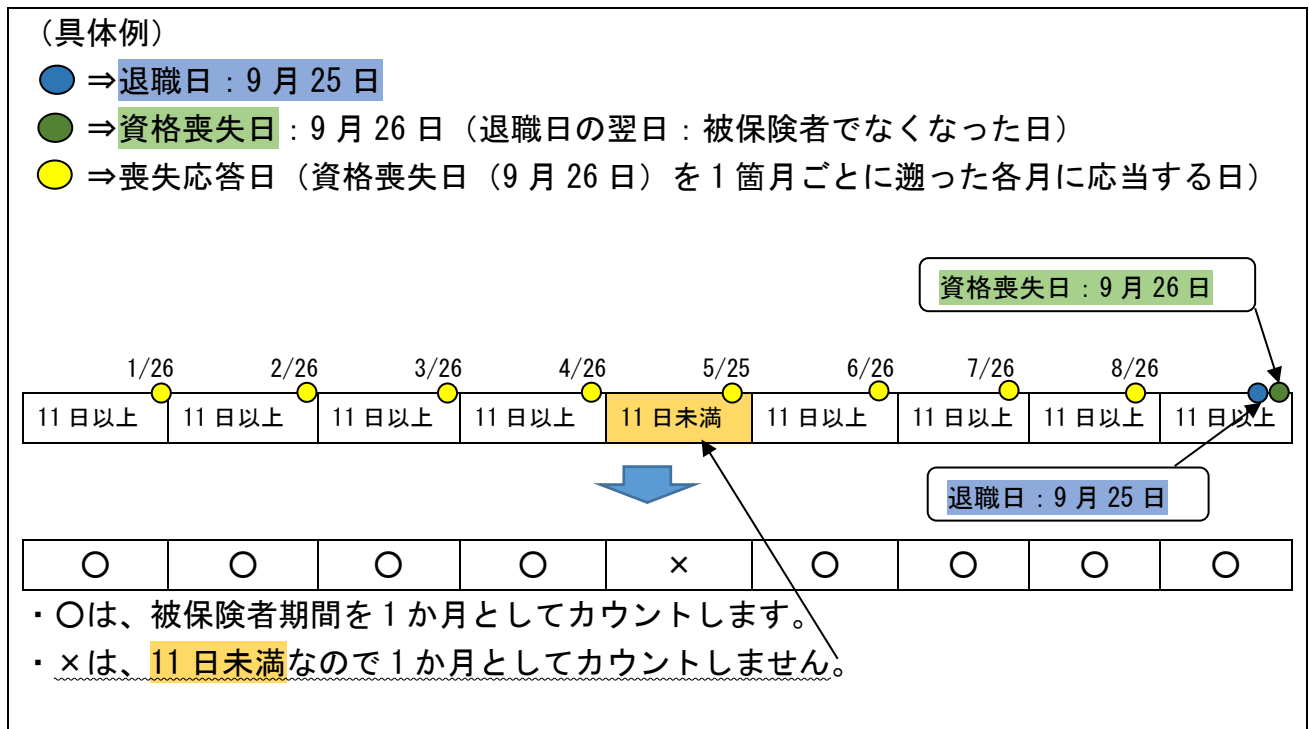 （具体例）
⇒退職日：9月25日
⇒資格喪失日：9月26日（退職日の翌日：被保険者でなくなった日）
⇒喪失応答日（資格喪失日（9月26日）を1箇月ごとに遡った各月に応当する日）
資格喪失日：9月26日
1/26 2/26 3/26 4/26 5/25 6/26 7/26 8/26
11日以上 11日以上 11日以上 11日以上 11日未満 11日以上 11日以上 11日以上 11日以上
退職日：9月25日
〇 〇 〇 〇 × 〇 〇 〇 〇
・〇は、被保険者期間を1か月としてカウントします。
・×は、11日未満なので1か月としてカウントしません。